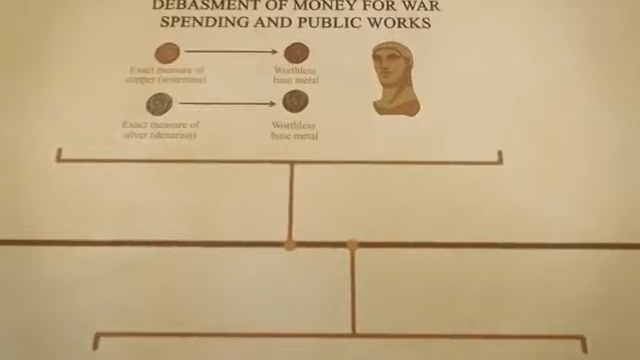 DEBASMENT OF MONEY FOR WAR
SPENDING AND PUBLIC WORKS
Exact measure of
copper (sestertius)
Worthless
base metal
Exact measure of
silver (denarius)
Worthless
base metal